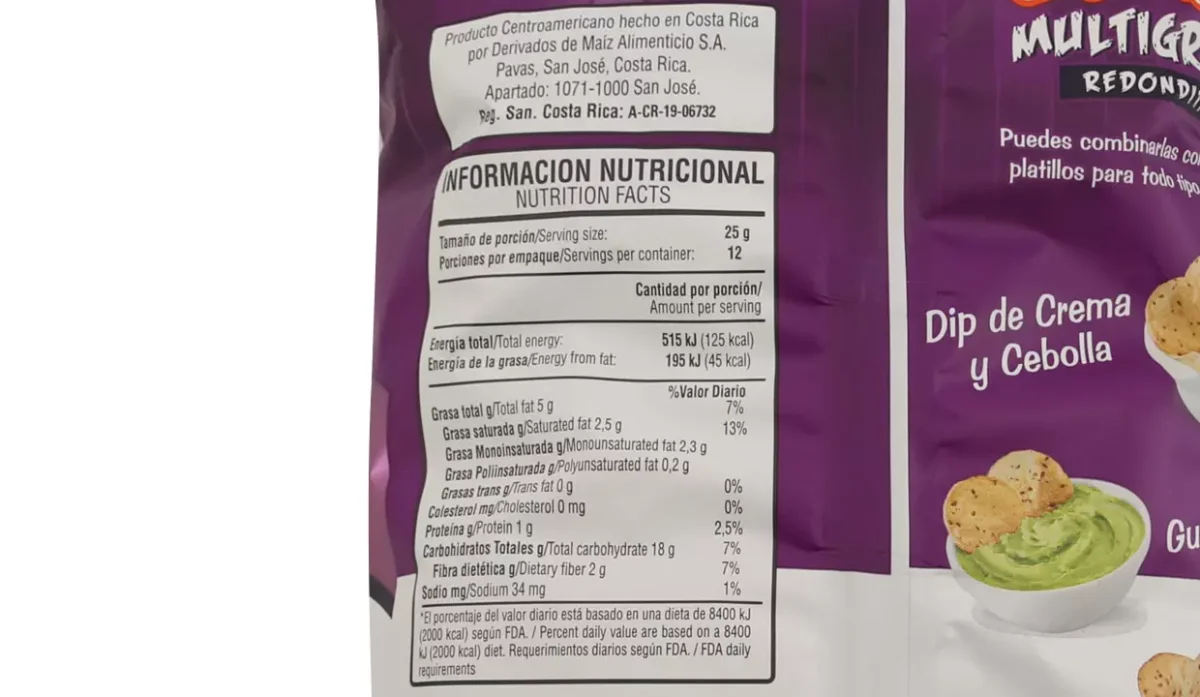 Producto Centroamericano hecho en Costa Rica
por Derivados de Maíz Alimenticio S.A.
Pavas, San José, Costa Rica.
Apartado: 1071-1000 San José.
Reg. San. Costa Rica: A-CR-19-06732
INFORMACION NUTRICIONAL
NUTRITION FACTS
Tamaño de porción/Serving size: 25 g
Porciones por empaque/Servings per container: 12
Cantidad por porción/
Amount per serving
Energía total/Total energy: 515 kJ (125 kcal)
Energía de la grasa/Energy from fat: 195 kJ (45 kcal)
%Valor Diario
Grasa total g/Total fat 5 g 7%
Grasa saturada g/Saturated fat 2,5 g 13%
Grasa Monoinsaturada g/Monounsaturated fat 2,3 g
Grasa Poliinsaturada g/Polyunsaturated fat 0,2 g
Grasas trans g/Trans fat 0 g 0%
Colesterol mg/Cholesterol 0 mg 0%
Proteína g/Protein 1 g 2,5%
Carbohidratos Totales g/Total carbohydrate 18 g 7%
Fibra dietética g/Dietary fiber 2 g 7%
Sodio mg/Sodium 34 mg 1%
*El porcentaje del valor diario está basado en una dieta de 8400 kJ
(2000 kcal) según FDA. / Percent daily value are based on a 8400
kJ (2000 kcal) diet. Requerimientos diarios según FDA. / FDA daily
requirements
MULTIGR
REDONDI
Puedes combinarlas co
platillos para todo tipo
Dip de Crema
y Cebolla
Gu